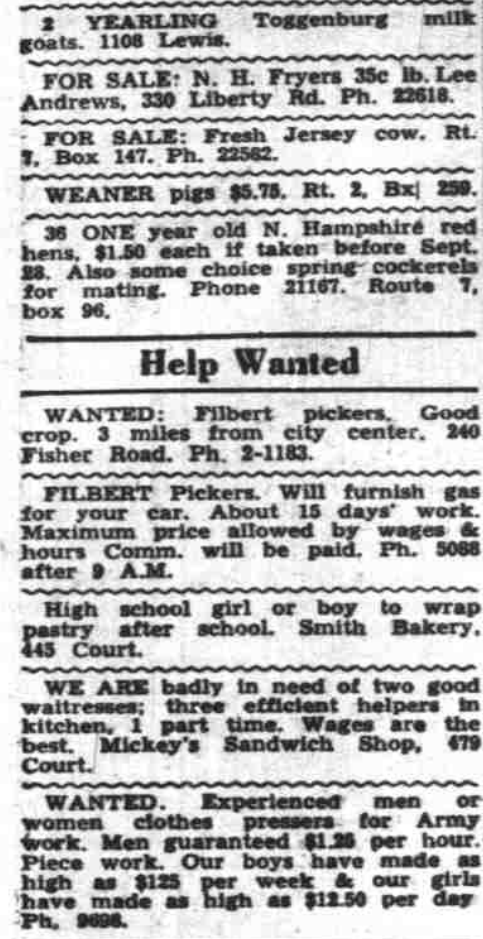 2 YEARLING Toggenburg milk
goats. 1108 Lewis.
FOR SALE: N. H. Fryers 35c lb. Lee
Andrews, 330 Liberty Rd. Ph. 22618.
FOR SALE: Fresh Jersey cow. Rt.
7, Box 147. Ph. 22562.
WEANER pigs $5.75. Rt. 2, Bx 259.
36 ONE year old N. Hampshire red
hens, $1.50 each if taken before Sept.
28. Also some choice spring cockerels
for mating. Phone 21167. Route 7,
box 96.
Help Wanted
WANTED: Filbert pickers. Good
crop. 3 miles from city center, 240
Fisher Road. Ph. 2-1183.
FILBERT Pickers. Will furnish gas
for your car. About 15 days' work.
Maximum price allowed by wages &
hours Comm. will be paid. Ph. 5088
after 9 A.M.
High school girl or boy to wrap
pastry after school. Smith Bakery,
445 Court.
WE ARE badly in need of two good
waitresses; three efficient helpers in
kitchen, 1 part time. Wages are the
best. Mickey's Sandwich Shop, 479
Court.
WANTED. Experienced men or
women clothes pressers for Army
work. Men guaranteed $1.25 per hour.
Piece work. Our boys have made as
high as $125 per week & our girls
have made as high as $12.50 per day
Ph. 9698.